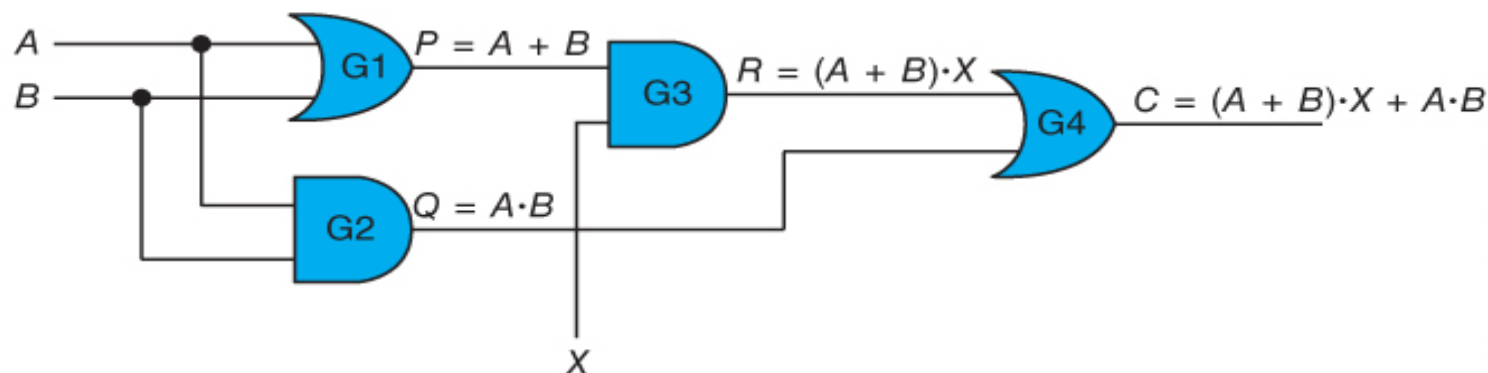 A
B
G1
P = A + B
G2
Q = A·B
X
G3
R = (A + B)·X
G4
C = (A + B)·X + A·B